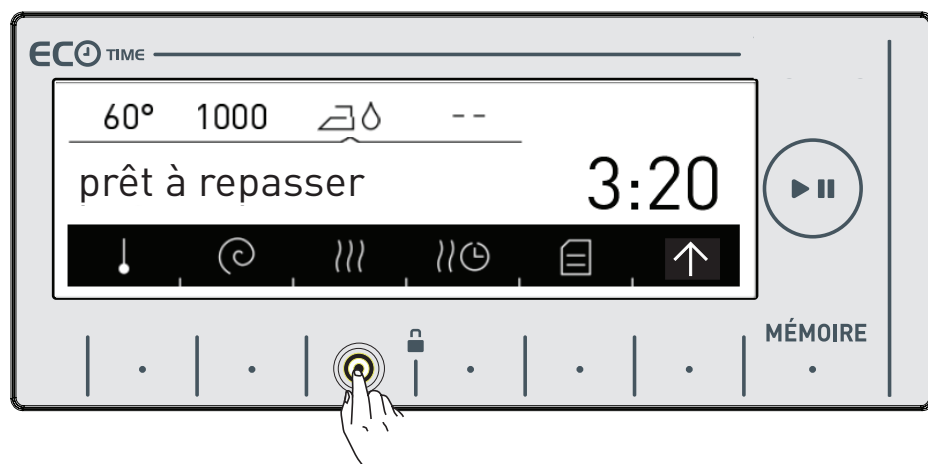 ECO TIME
60° 1000 --
prêt à repasser 3:20
MÉMOIRE